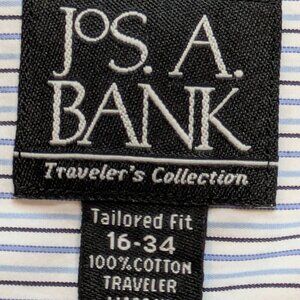 JOS. A.
BANK
Traveler's Collection
Tailored Fit
16-34
100% COTTON
TRAVELER